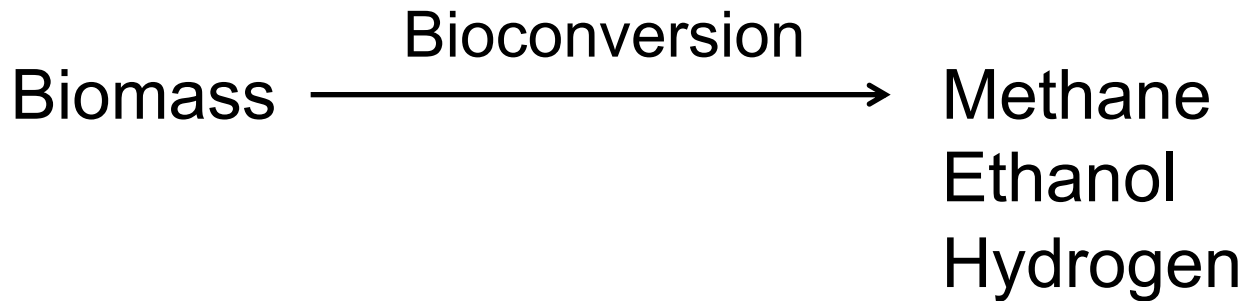 Bioconversion
Biomass
Methane
Ethanol
Hydrogen